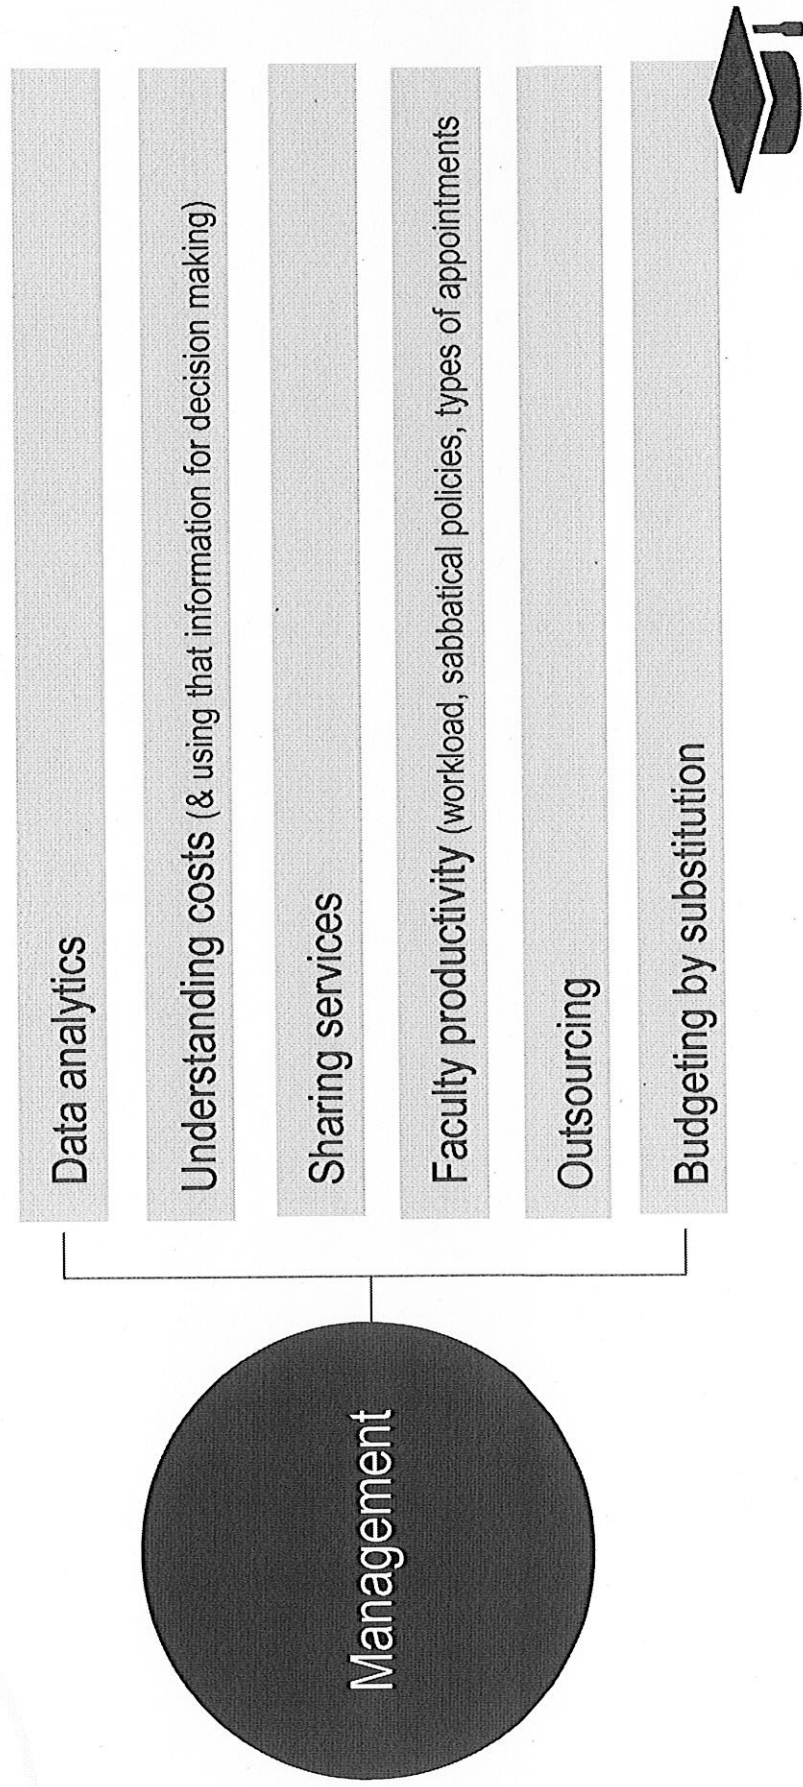 Management
Data analytics
Understanding costs (& using that information for decision making)
Sharing services
Faculty productivity (workload, sabbatical policies, types of appointments
Outsourcing
Budgeting by substitution